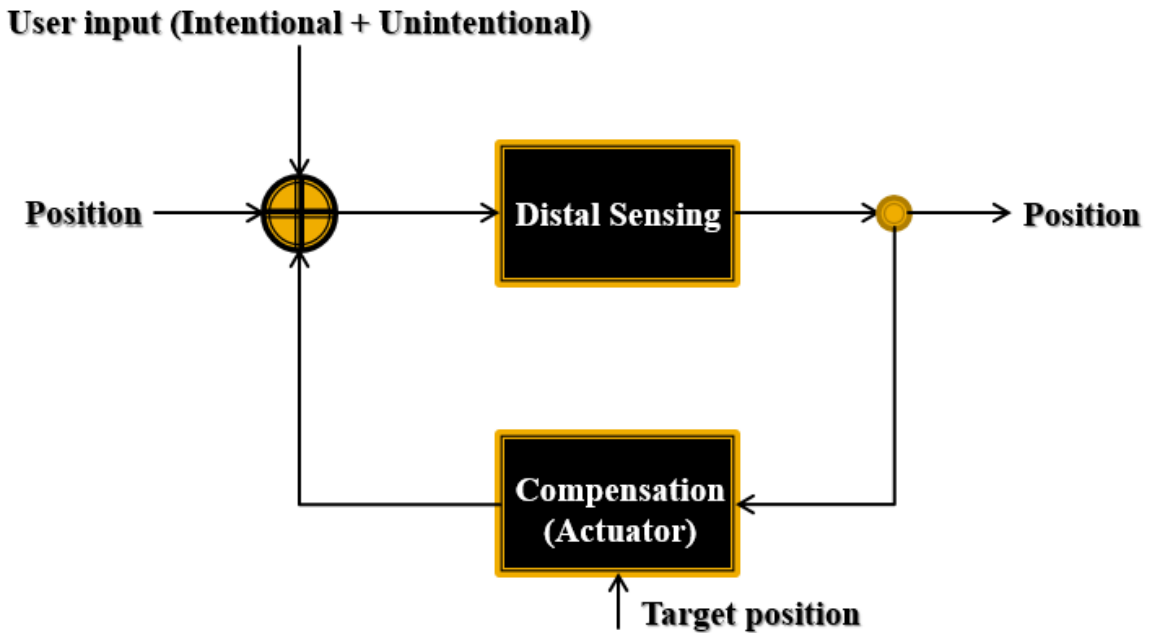 User input (Intentional + Unintentional)
Position
Distal Sensing
Position
Compensation
(Actuator)
Target position